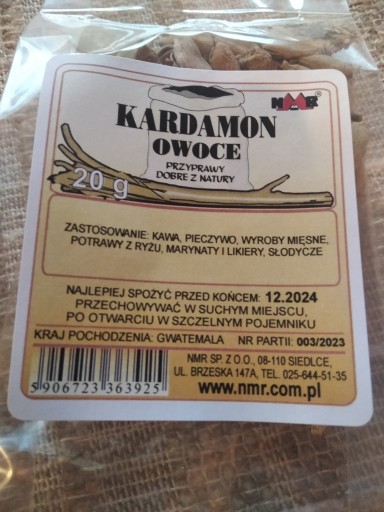 NMR®
KARDAMON
OWOCE
PRZYPRAWY
DOBRE Z NATURY
20 g
ZASTOSOWANIE: KAWA, PIECZYWO, WYROBY MIĘSNE,
POTRAWY Z RYŻU, MARYNATY I LIKIERY, SŁODYCZE
NAJLEPIEJ SPOŻYĆ PRZED KOŃCEM: 12.2024
PRZECHOWYWAĆ W SUCHYM MIEJSCU,
PO OTWARCIU W SZCZELNYM POJEMNIKU
KRAJ POCHODZENIA: GWATEMALA NR PARTII: 003/2023
NMR SP. Z O.O., 08-110 SIEDLCE,
UL. BRZESKA 147A, TEL. 025-644-51-35
www.nmr.com.pl
5 906723 363925